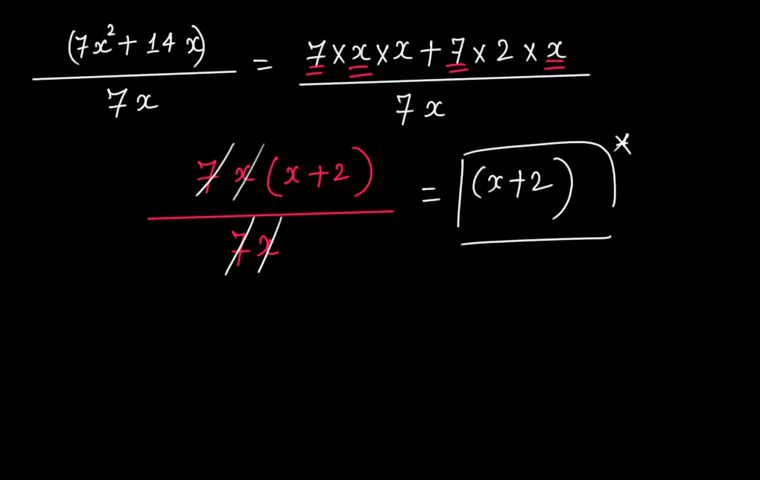 (7x² + 14x) / 7x = 7 × x × x + 7 × 2 × x / 7x
7x(x+2) / 7x = (x+2) *